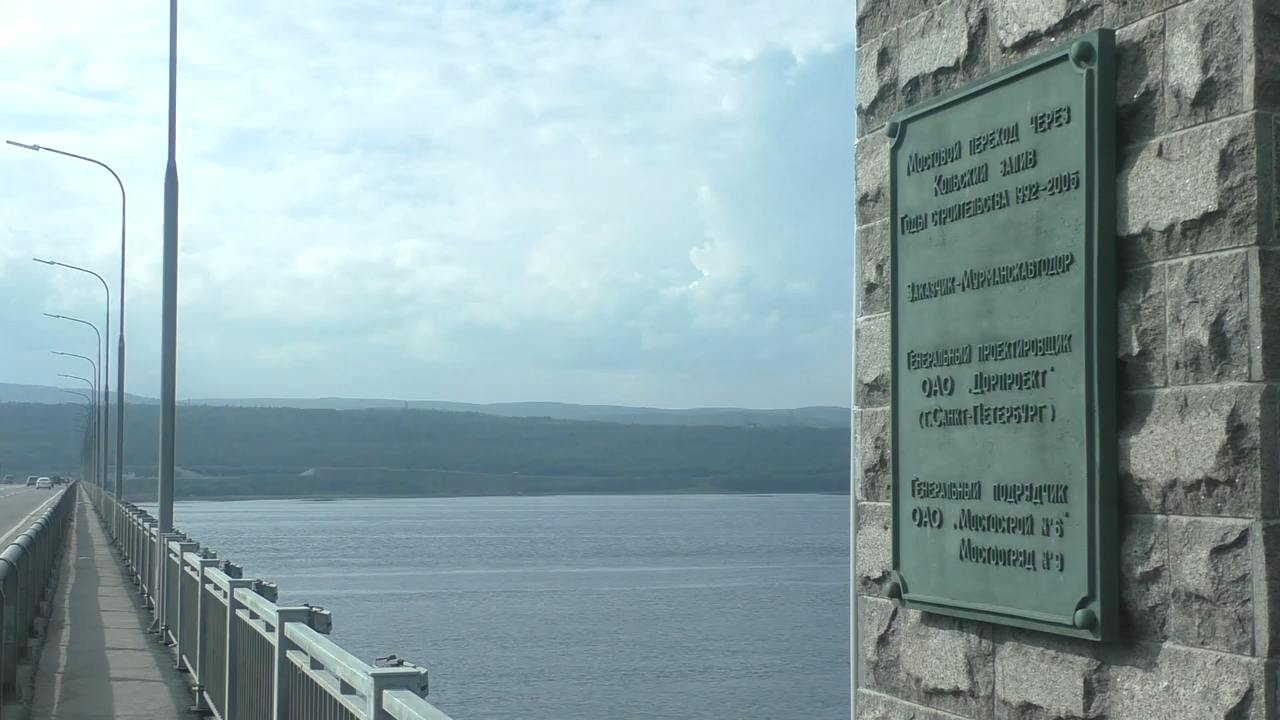 Мостовой переход через
Кольский залив
Годы строительства 1992-2005
Заказчик-Мурманскавтодор
Генеральный проектировщик
ОАО „Дорпроект"
(г.Санкт-Петербург)
Генеральный подрядчик
ОАО „Мостострой №6"
Мостоотряд №9